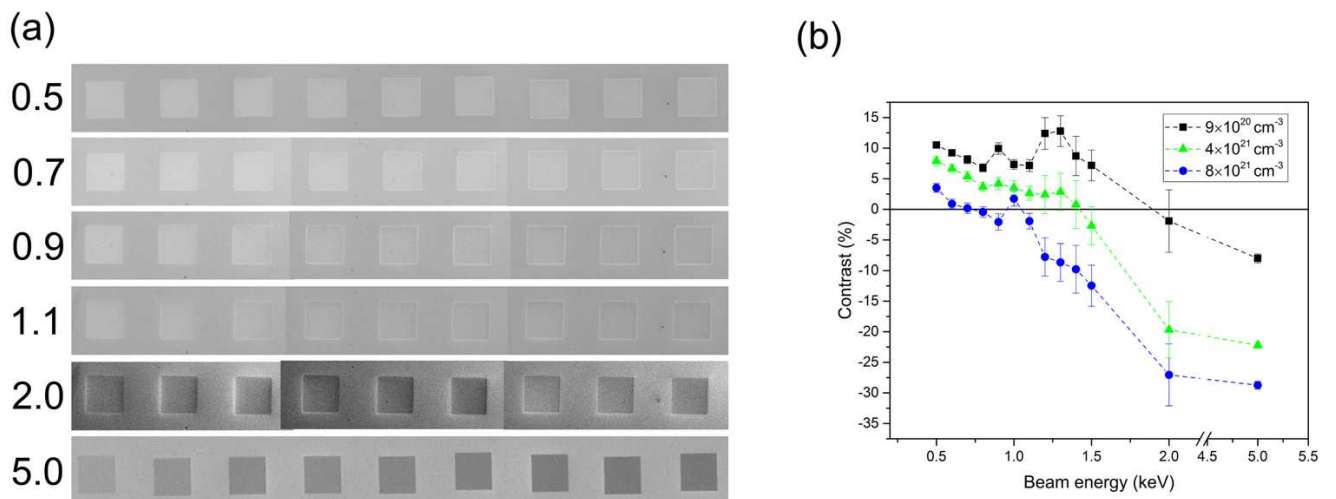 (a)
0.5
0.7
0.9
1.1
2.0
5.0
(b)
9×10²⁰ cm⁻³
4×10²¹ cm⁻³
8×10²¹ cm⁻³
15
10
5
0
-5
-10
-15
-20
-25
-30
-35
Contrast (%)
0.5 1.0 1.5 2.0 4.5 5.0 5.5
Beam energy (keV)